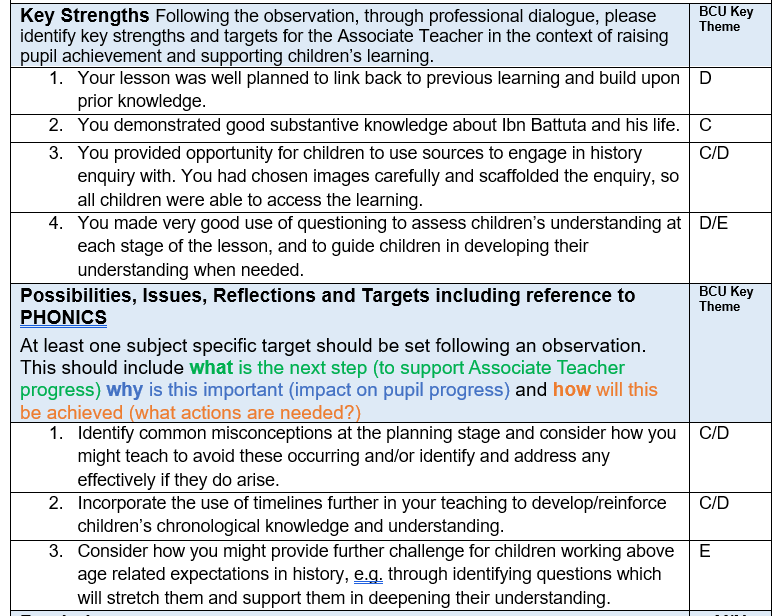 Key Strengths Following the observation, through professional dialogue, please
identify key strengths and targets for the Associate Teacher in the context of raising
pupil achievement and supporting children's learning.
BCU Key
Theme
1. Your lesson was well planned to link back to previous learning and build upon
prior knowledge.
D
2. You demonstrated good substantive knowledge about Ibn Battuta and his life.
C
3. You provided opportunity for children to use sources to engage in history
enquiry with. You had chosen images carefully and scaffolded the enquiry, so
all children were able to access the learning.
C/D
4. You made very good use of questioning to assess children's understanding at
each stage of the lesson, and to guide children in developing their
understanding when needed.
D/E
Possibilities, Issues, Reflections and Targets including reference to
PHONICS
BCU Key
Theme
At least one subject specific target should be set following an observation.
This should include what is the next step (to support Associate Teacher
progress) why is this important (impact on pupil progress) and how will this
be achieved (what actions are needed?)
1. Identify common misconceptions at the planning stage and consider how you
might teach to avoid these occurring and/or identify and address any
effectively if they do arise.
C/D
2. Incorporate the use of timelines further in your teaching to develop/reinforce
children's chronological knowledge and understanding.
C/D
3. Consider how you might provide further challenge for children working above
age related expectations in history, e.g. through identifying questions which
will stretch them and support them in deepening their understanding.
E